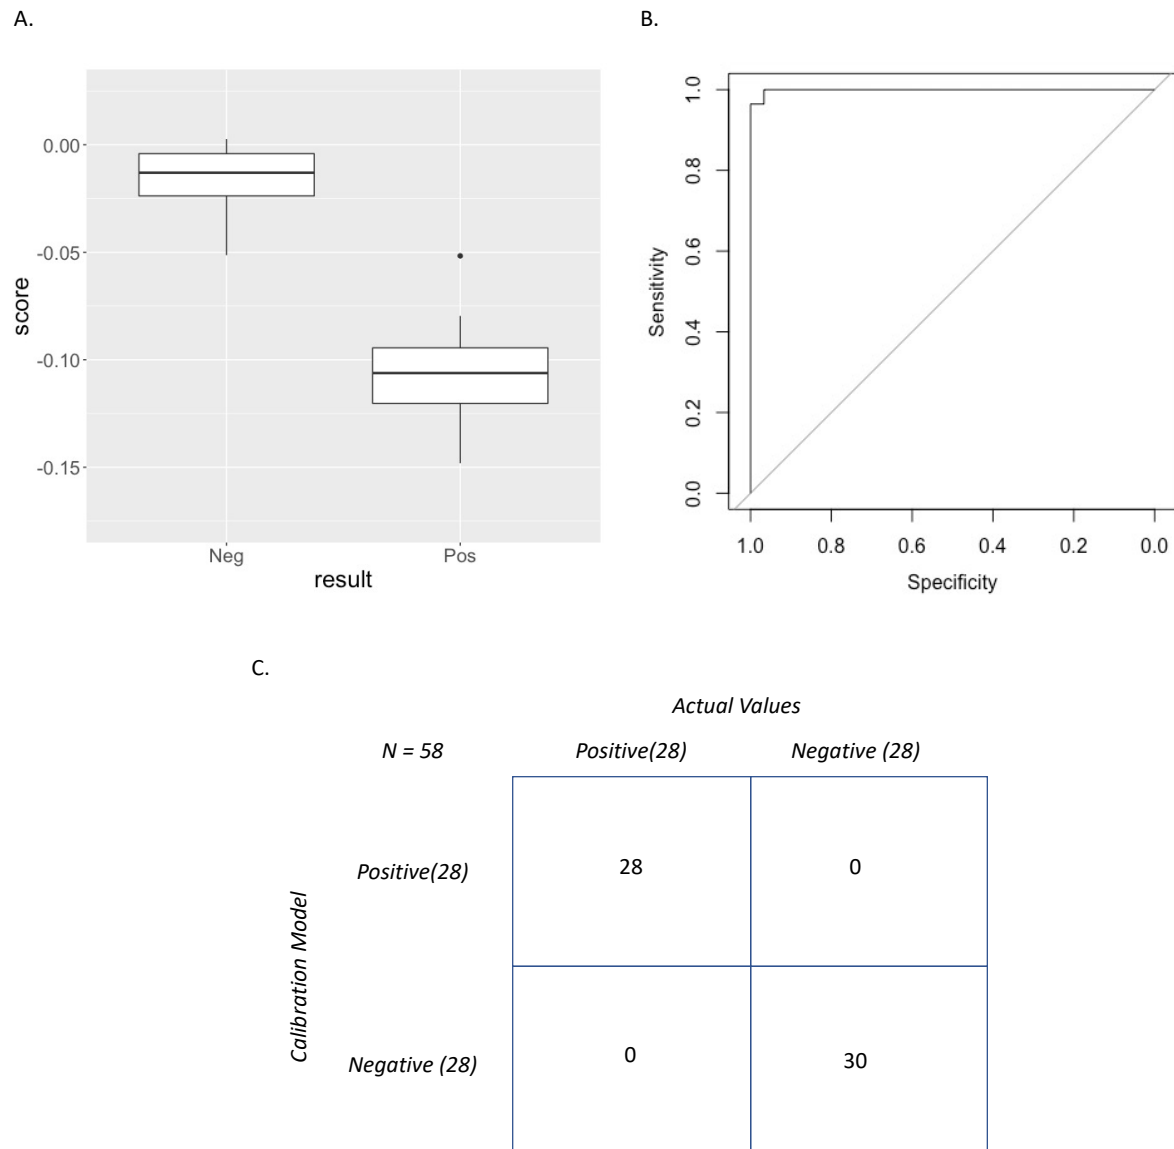 A.
0.00
-0.05
-0.10
-0.15
score
Neg Pos
result
B.
1.0
0.8
0.6
0.4
0.2
0.0
Sensitivity
1.0 0.8 0.6 0.4 0.2 0.0
Specificity
C.
Actual Values
N = 58 Positive(28) Negative (28)
Calibration Model
Positive(28) 28 0
Negative (28) 0 30